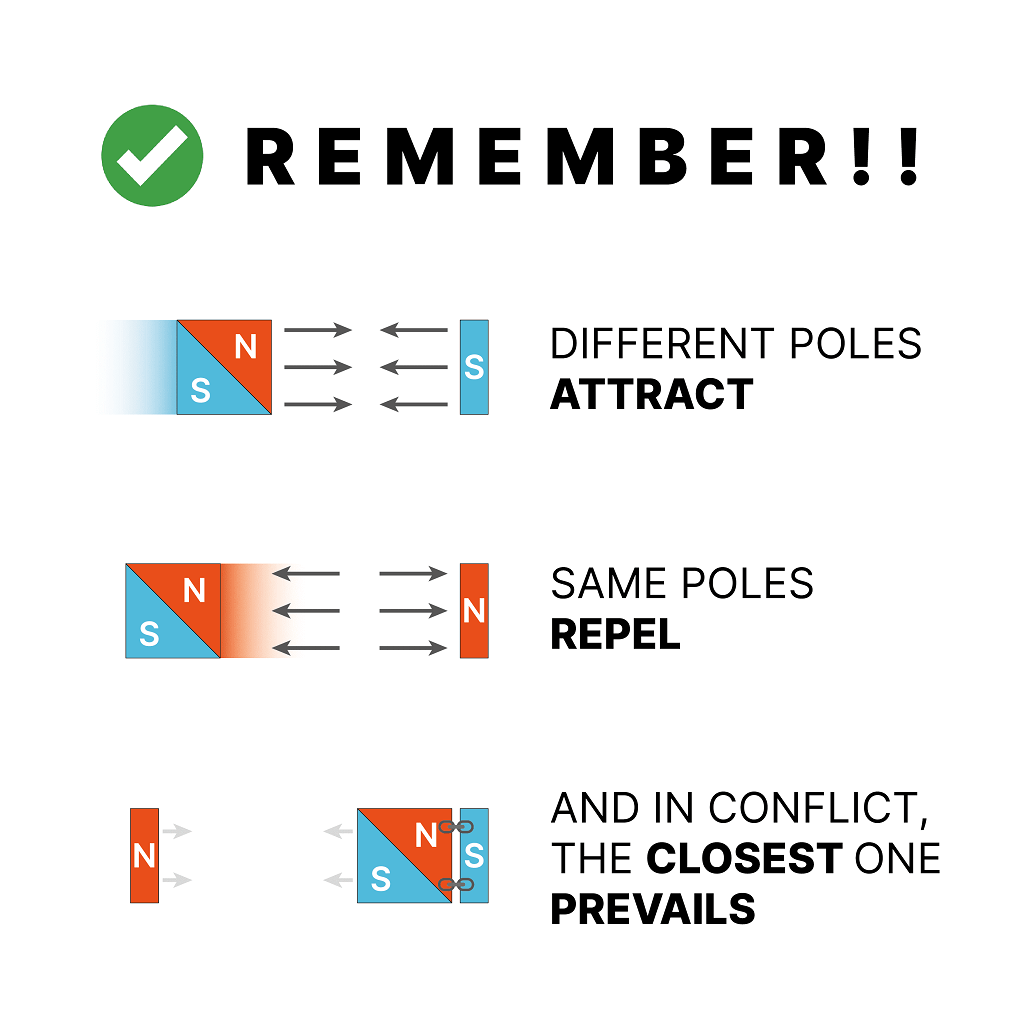 REMEMBER!!
N
S
S
DIFFERENT POLES
ATTRACT
N
S
N
SAME POLES
REPEL
N
N
S
S
AND IN CONFLICT,
THE CLOSEST ONE
PREVAILS